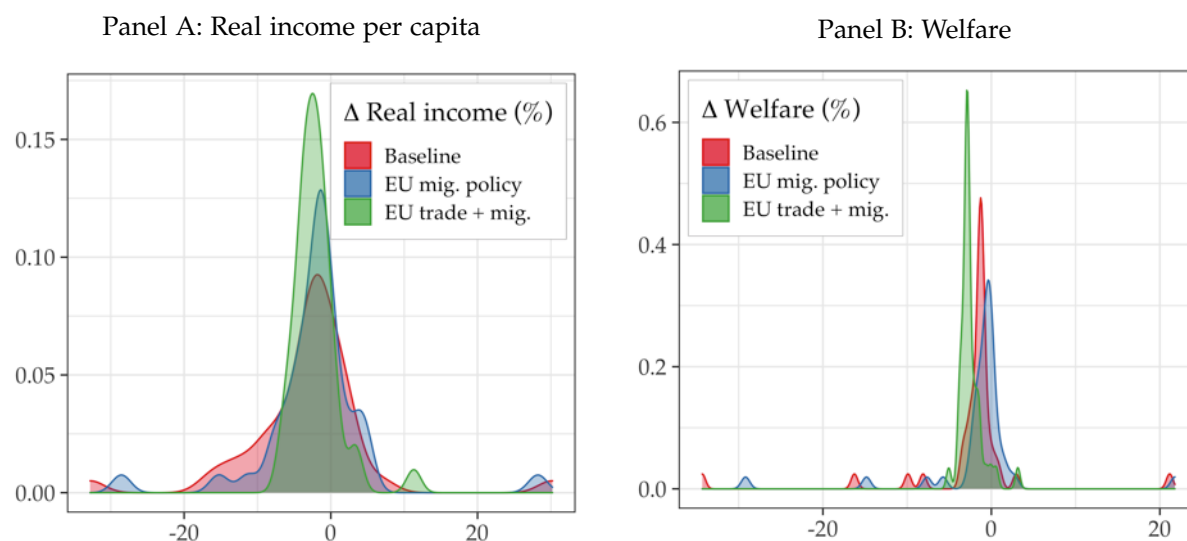 Panel A: Real income per capita
Δ Real income (%)
Baseline
EU mig. policy
EU trade + mig.
0.15
0.10
0.05
0.00
-20
0
20
Panel B: Welfare
Δ Welfare (%)
Baseline
EU mig. policy
EU trade + mig.
0.6
0.4
0.2
0.0
-20
0
20